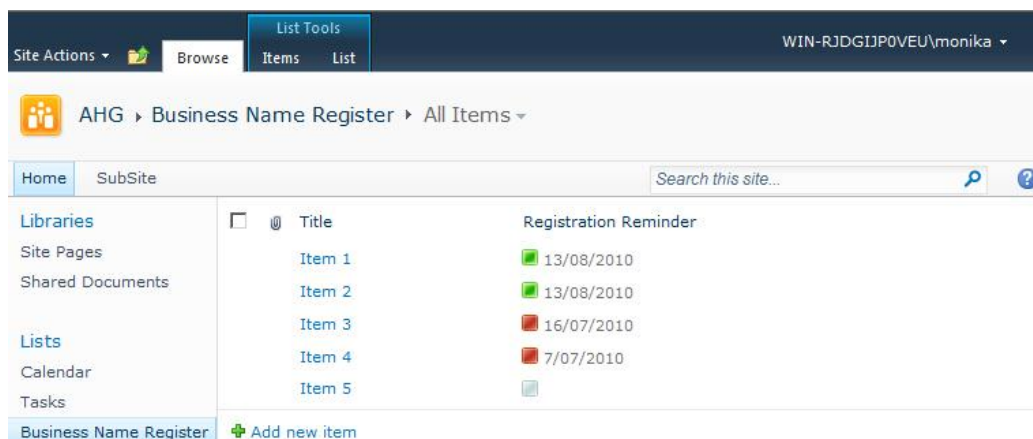 List Tools
Site Actions Browse Items List WIN-RJDGIJP0VEU\monika
AHG Business Name Register All Items
Home SubSite Search this site...
Libraries Title Registration Reminder
Site Pages Item 1 13/08/2010
Shared Documents Item 2 13/08/2010
Item 3 16/07/2010
Lists Item 4 7/07/2010
Calendar Item 5
Tasks
Business Name Register Add new item